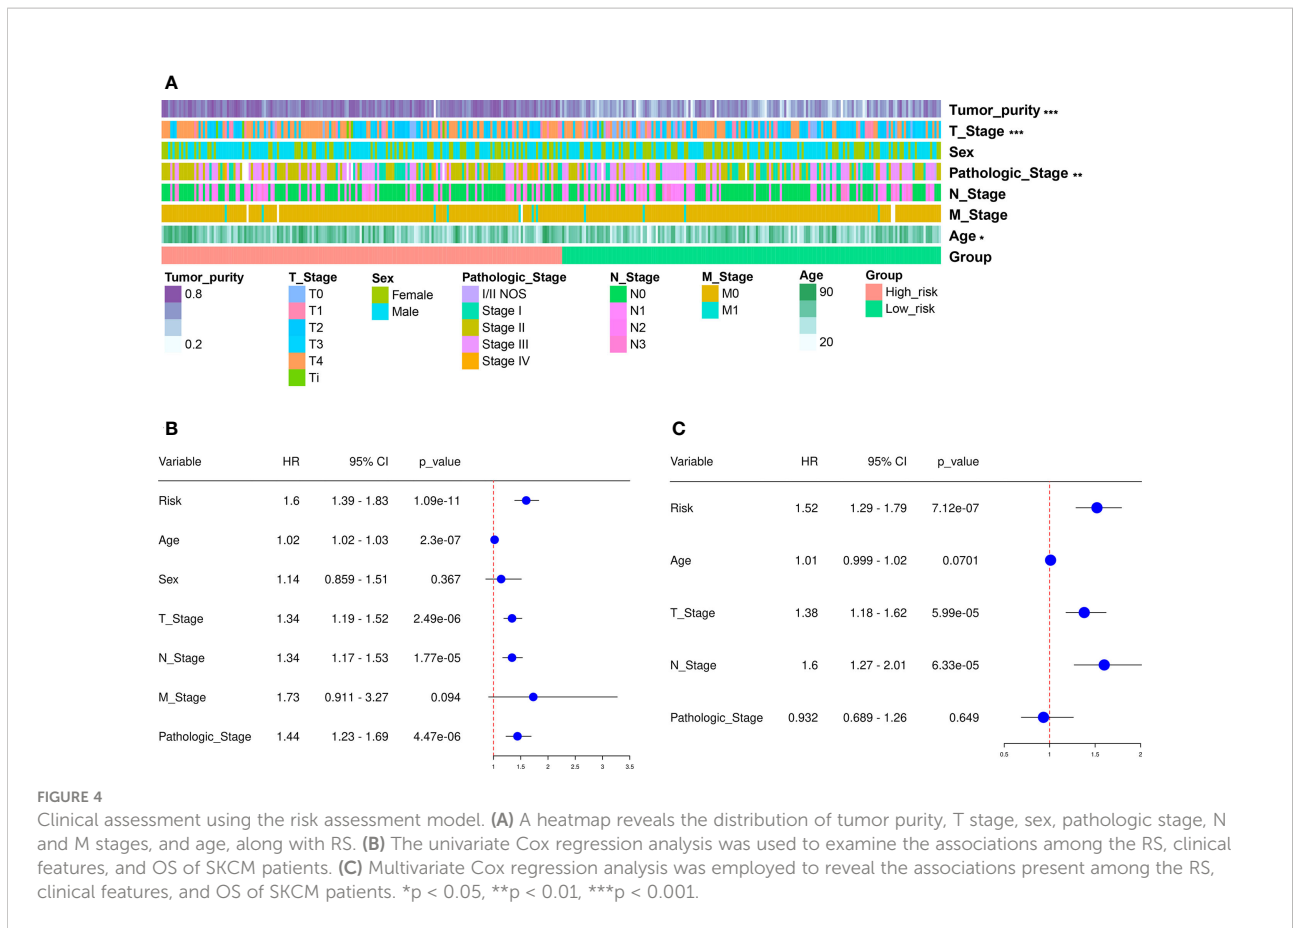 A
Tumor_purity ***
T_Stage ***
Sex
Pathologic_Stage **
N_Stage
M_Stage
Age *
Group
Tumor_purity
0.8
0.2
T_Stage
T0
T1
T2
T3
T4
Ti
Sex
Female
Male
Pathologic_Stage
I/II NOS
Stage I
Stage II
Stage III
Stage IV
N_Stage
N0
N1
N2
N3
M_Stage
M0
M1
Age
90
20
Group
High_risk
Low_risk
B
Variable HR 95% CI p_value
Risk 1.6 1.39 - 1.83 1.09e-11
Age 1.02 1.02 - 1.03 2.3e-07
Sex 1.14 0.859 - 1.51 0.367
T_Stage 1.34 1.19 - 1.52 2.49e-06
N_Stage 1.34 1.17 - 1.53 1.77e-05
M_Stage 1.73 0.911 - 3.27 0.094
Pathologic_Stage 1.44 1.23 - 1.69 4.47e-06
1 1.5 2 2.5 3 3.5
C
Variable HR 95% CI p_value
Risk 1.52 1.29 - 1.79 7.12e-07
Age 1.01 0.999 - 1.02 0.0701
T_Stage 1.38 1.18 - 1.62 5.99e-05
N_Stage 1.6 1.27 - 2.01 6.33e-05
Pathologic_Stage 0.932 0.689 - 1.26 0.649
0.5 1 1.5 2
FIGURE 4
Clinical assessment using the risk assessment model. (A) A heatmap reveals the distribution of tumor purity, T stage, sex, pathologic stage, N
and M stages, and age, along with RS. (B) The univariate Cox regression analysis was used to examine the associations among the RS, clinical
features, and OS of SKCM patients. (C) Multivariate Cox regression analysis was employed to reveal the associations present among the RS,
clinical features, and OS of SKCM patients. *p < 0.05, **p < 0.01, ***p < 0.001.